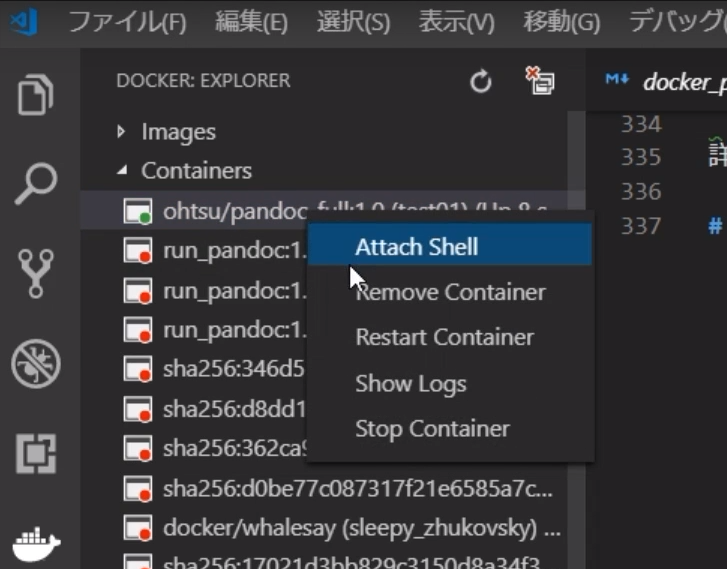 ファイル(F) 編集(E) 選択(S) 表示(V) 移動(G) デバッグ
DOCKER: EXPLORER
docker_p
Images
Containers
ohtsu/pandoc_full:1.0 (test01) (Up 8 s
run_pandoc:1.
run_pandoc:1.
run_pandoc:1.
sha256:346d5
sha256:d8dd1
sha256:362ca9
sha256:d0be77c087317f21e6585a7c...
docker/whalesay (sleepy_zhukovsky) ...
sha256:17021d3bb829c3150d8a34f3
Attach Shell
Remove Container
Restart Container
Show Logs
Stop Container
334
335 詳
336
337 #